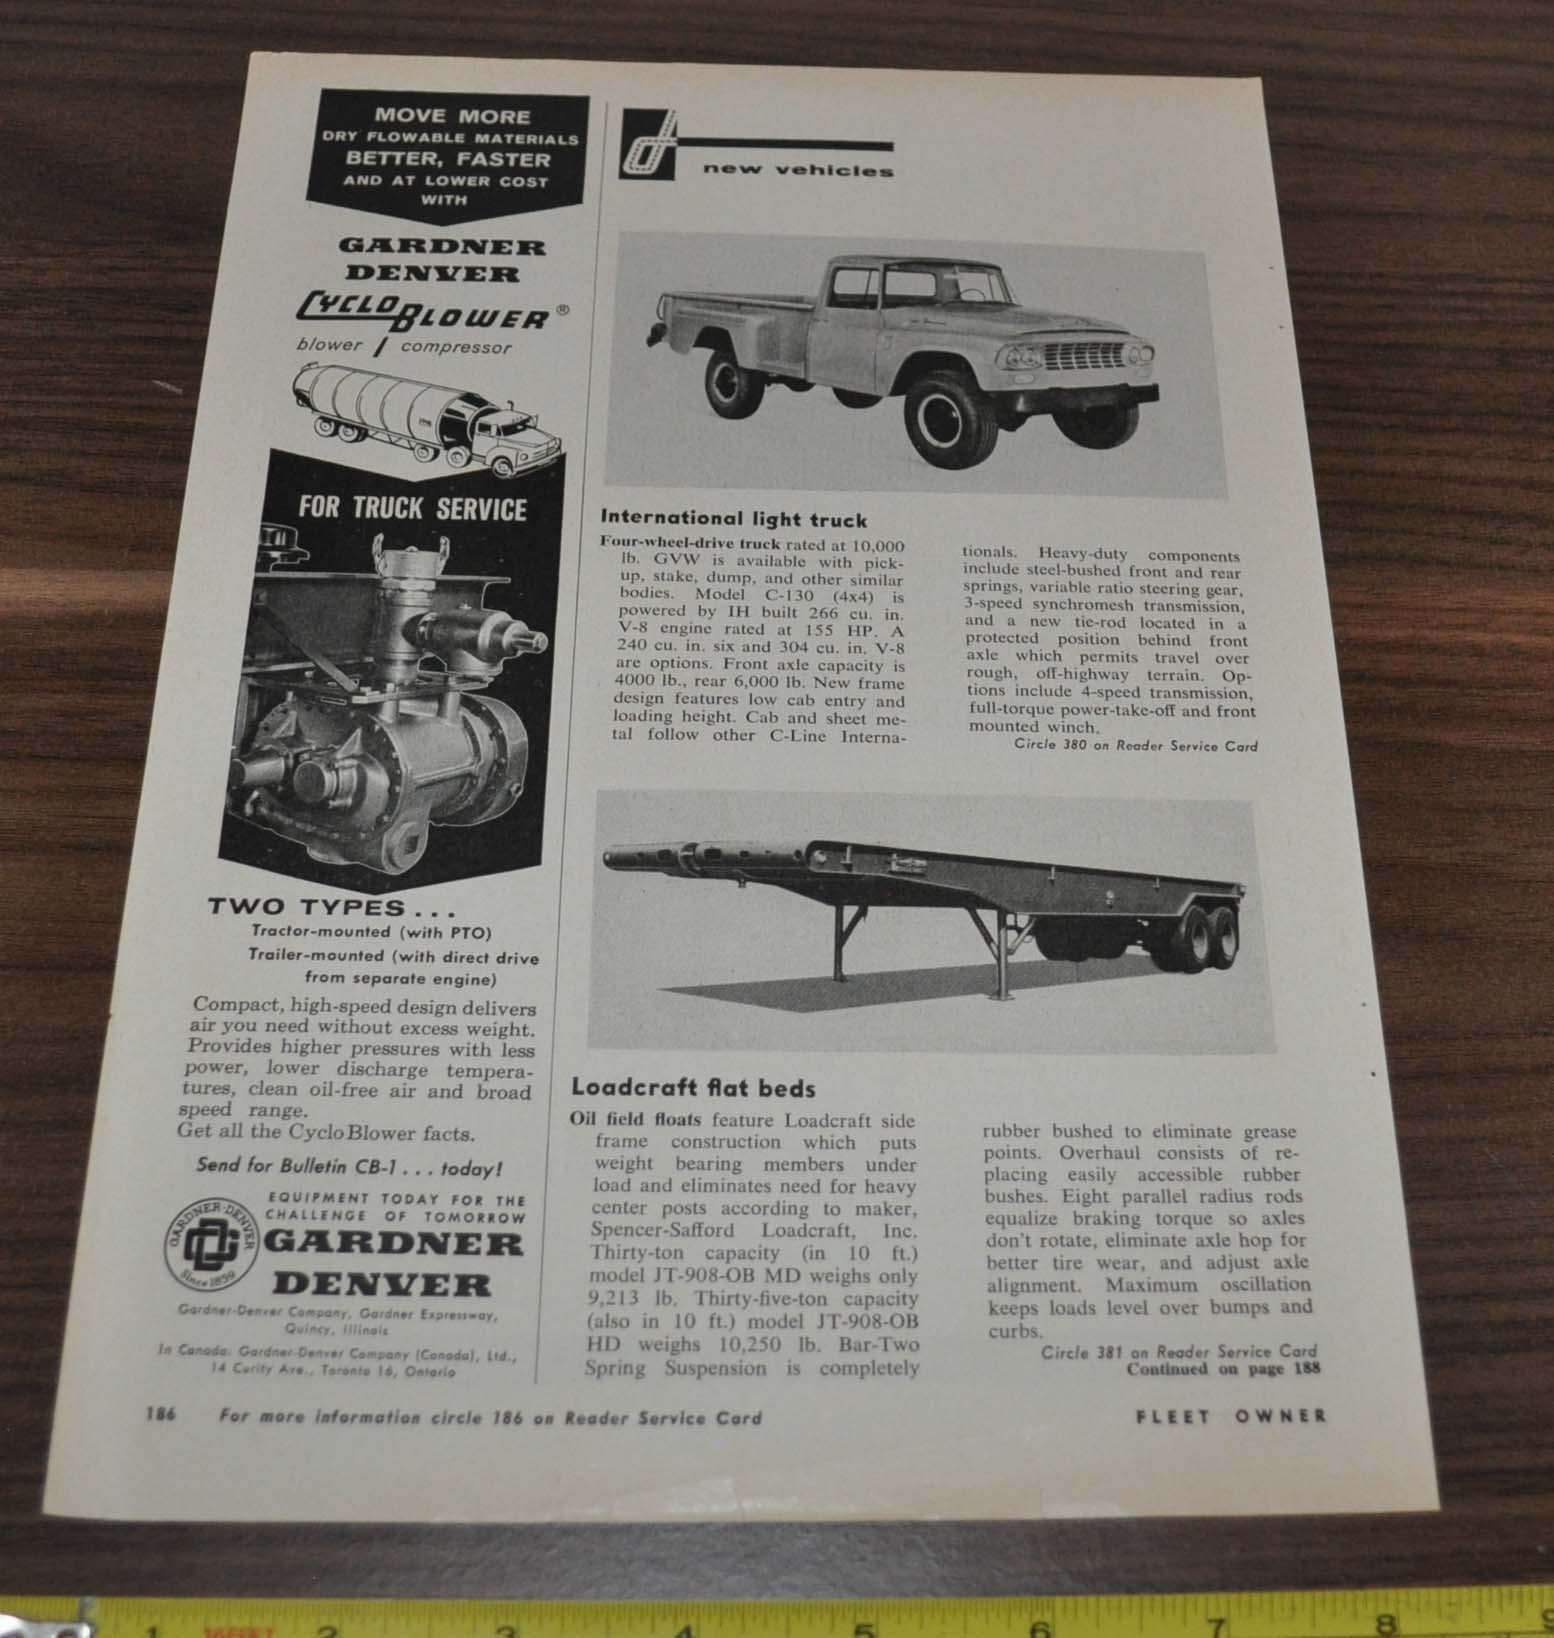 MOVE MORE
DRY FLOWABLE MATERIALS
BETTER, FASTER
AND AT LOWER COST
WITH
GARDNER
DENVER
CYCLOBLOWER®
blower / compressor
FOR TRUCK SERVICE
TWO TYPES...
Tractor-mounted (with PTO)
Trailer-mounted (with direct drive
from separate engine)
Compact, high-speed design delivers
air you need without excess weight.
Provides higher pressures with less
power, lower discharge tempera-
tures, clean oil-free air and broad
speed range.
Get all the CycloBlower facts.
Send for Bulletin CB-1 . . . today!
GARDNER-DENVER
GD
Since 1859
EQUIPMENT TODAY FOR THE
CHALLENGE OF TOMORROW
GARDNER
DENVER
Gardner-Denver Company, Gardner Expressway,
Quincy, Illinois
In Canada: Gardner-Denver Company (Canada), Ltd.,
14 Curity Ave., Toronto 16, Ontario
new vehicles
International light truck
Four-wheel-drive truck rated at 10,000
lb. GVW is available with pick-
up, stake, dump, and other similar
bodies. Model C-130 (4x4) is
powered by IH built 266 cu. in.
V-8 engine rated at 155 HP. A
240 cu. in. six and 304 cu. in. V-8
are options. Front axle capacity is
4000 lb., rear 6,000 lb. New frame
design features low cab entry and
loading height. Cab and sheet me-
tal follow other C-Line Interna-
tionals. Heavy-duty components
include steel-bushed front and rear
springs, variable ratio steering gear,
3-speed synchromesh transmission,
and a new tie-rod located in a
protected position behind front
axle which permits travel over
rough, off-highway terrain. Op-
tions include 4-speed transmission,
full-torque power-take-off and front
mounted winch.
Circle 380 on Reader Service Card
Loadcraft flat beds
Oil field floats feature Loadcraft side
frame construction which puts
weight bearing members under
load and eliminates need for heavy
center posts according to maker,
Spencer-Safford Loadcraft, Inc.
Thirty-ton capacity (in 10 ft.)
model JT-908-OB MD weighs only
9,213 lb. Thirty-five-ton capacity
(also in 10 ft.) model JT-908-OB
HD weighs 10,250 lb. Bar-Two
Spring Suspension is completely
rubber bushed to eliminate grease
points. Overhaul consists of re-
placing easily accessible rubber
bushes. Eight parallel radius rods
equalize braking torque so axles
don't rotate, eliminate axle hop for
better tire wear, and adjust axle
alignment. Maximum oscillation
keeps loads level over bumps and
curbs.
Circle 381 on Reader Service Card
Continued on page 188
186 For more information circle 186 on Reader Service Card
FLEET OWNER
1 2 3 4 5 6 7 8 9